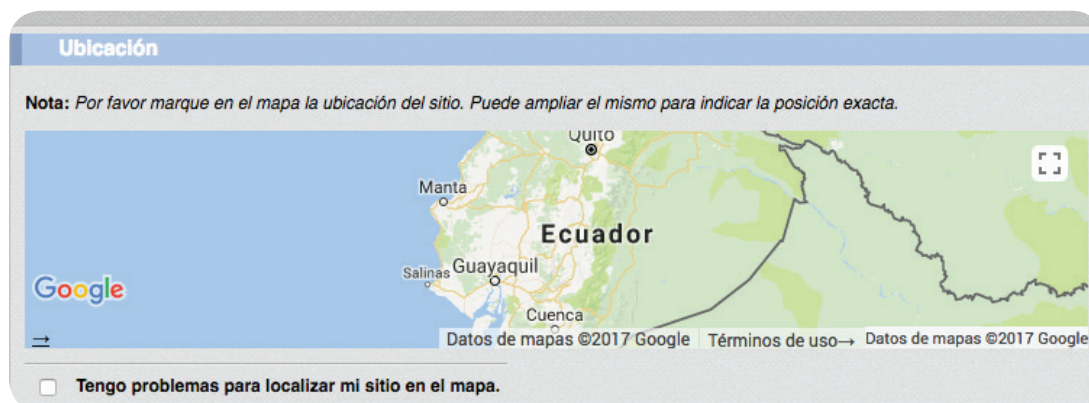 Ubicación
Nota: Por favor marque en el mapa la ubicación del sitio. Puede ampliar el mismo para indicar la posición exacta.
Quito
Manta
Ecuador
Salinas Guayaquil
Google
Cuenca
→ Datos de mapas ©2017 Google Términos de uso→ Datos de mapas ©2017 Google
Tengo problemas para localizar mi sitio en el mapa.